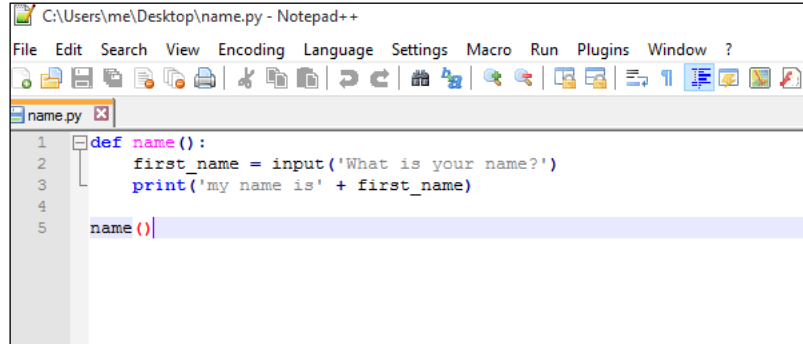 C:\Users\me\Desktop\name.py - Notepad++
File Edit Search View Encoding Language Settings Macro Run Plugins Window ?
name.py
1 def name():
2 first_name = input('What is your name?')
3 print('my name is' + first_name)
4
5 name()